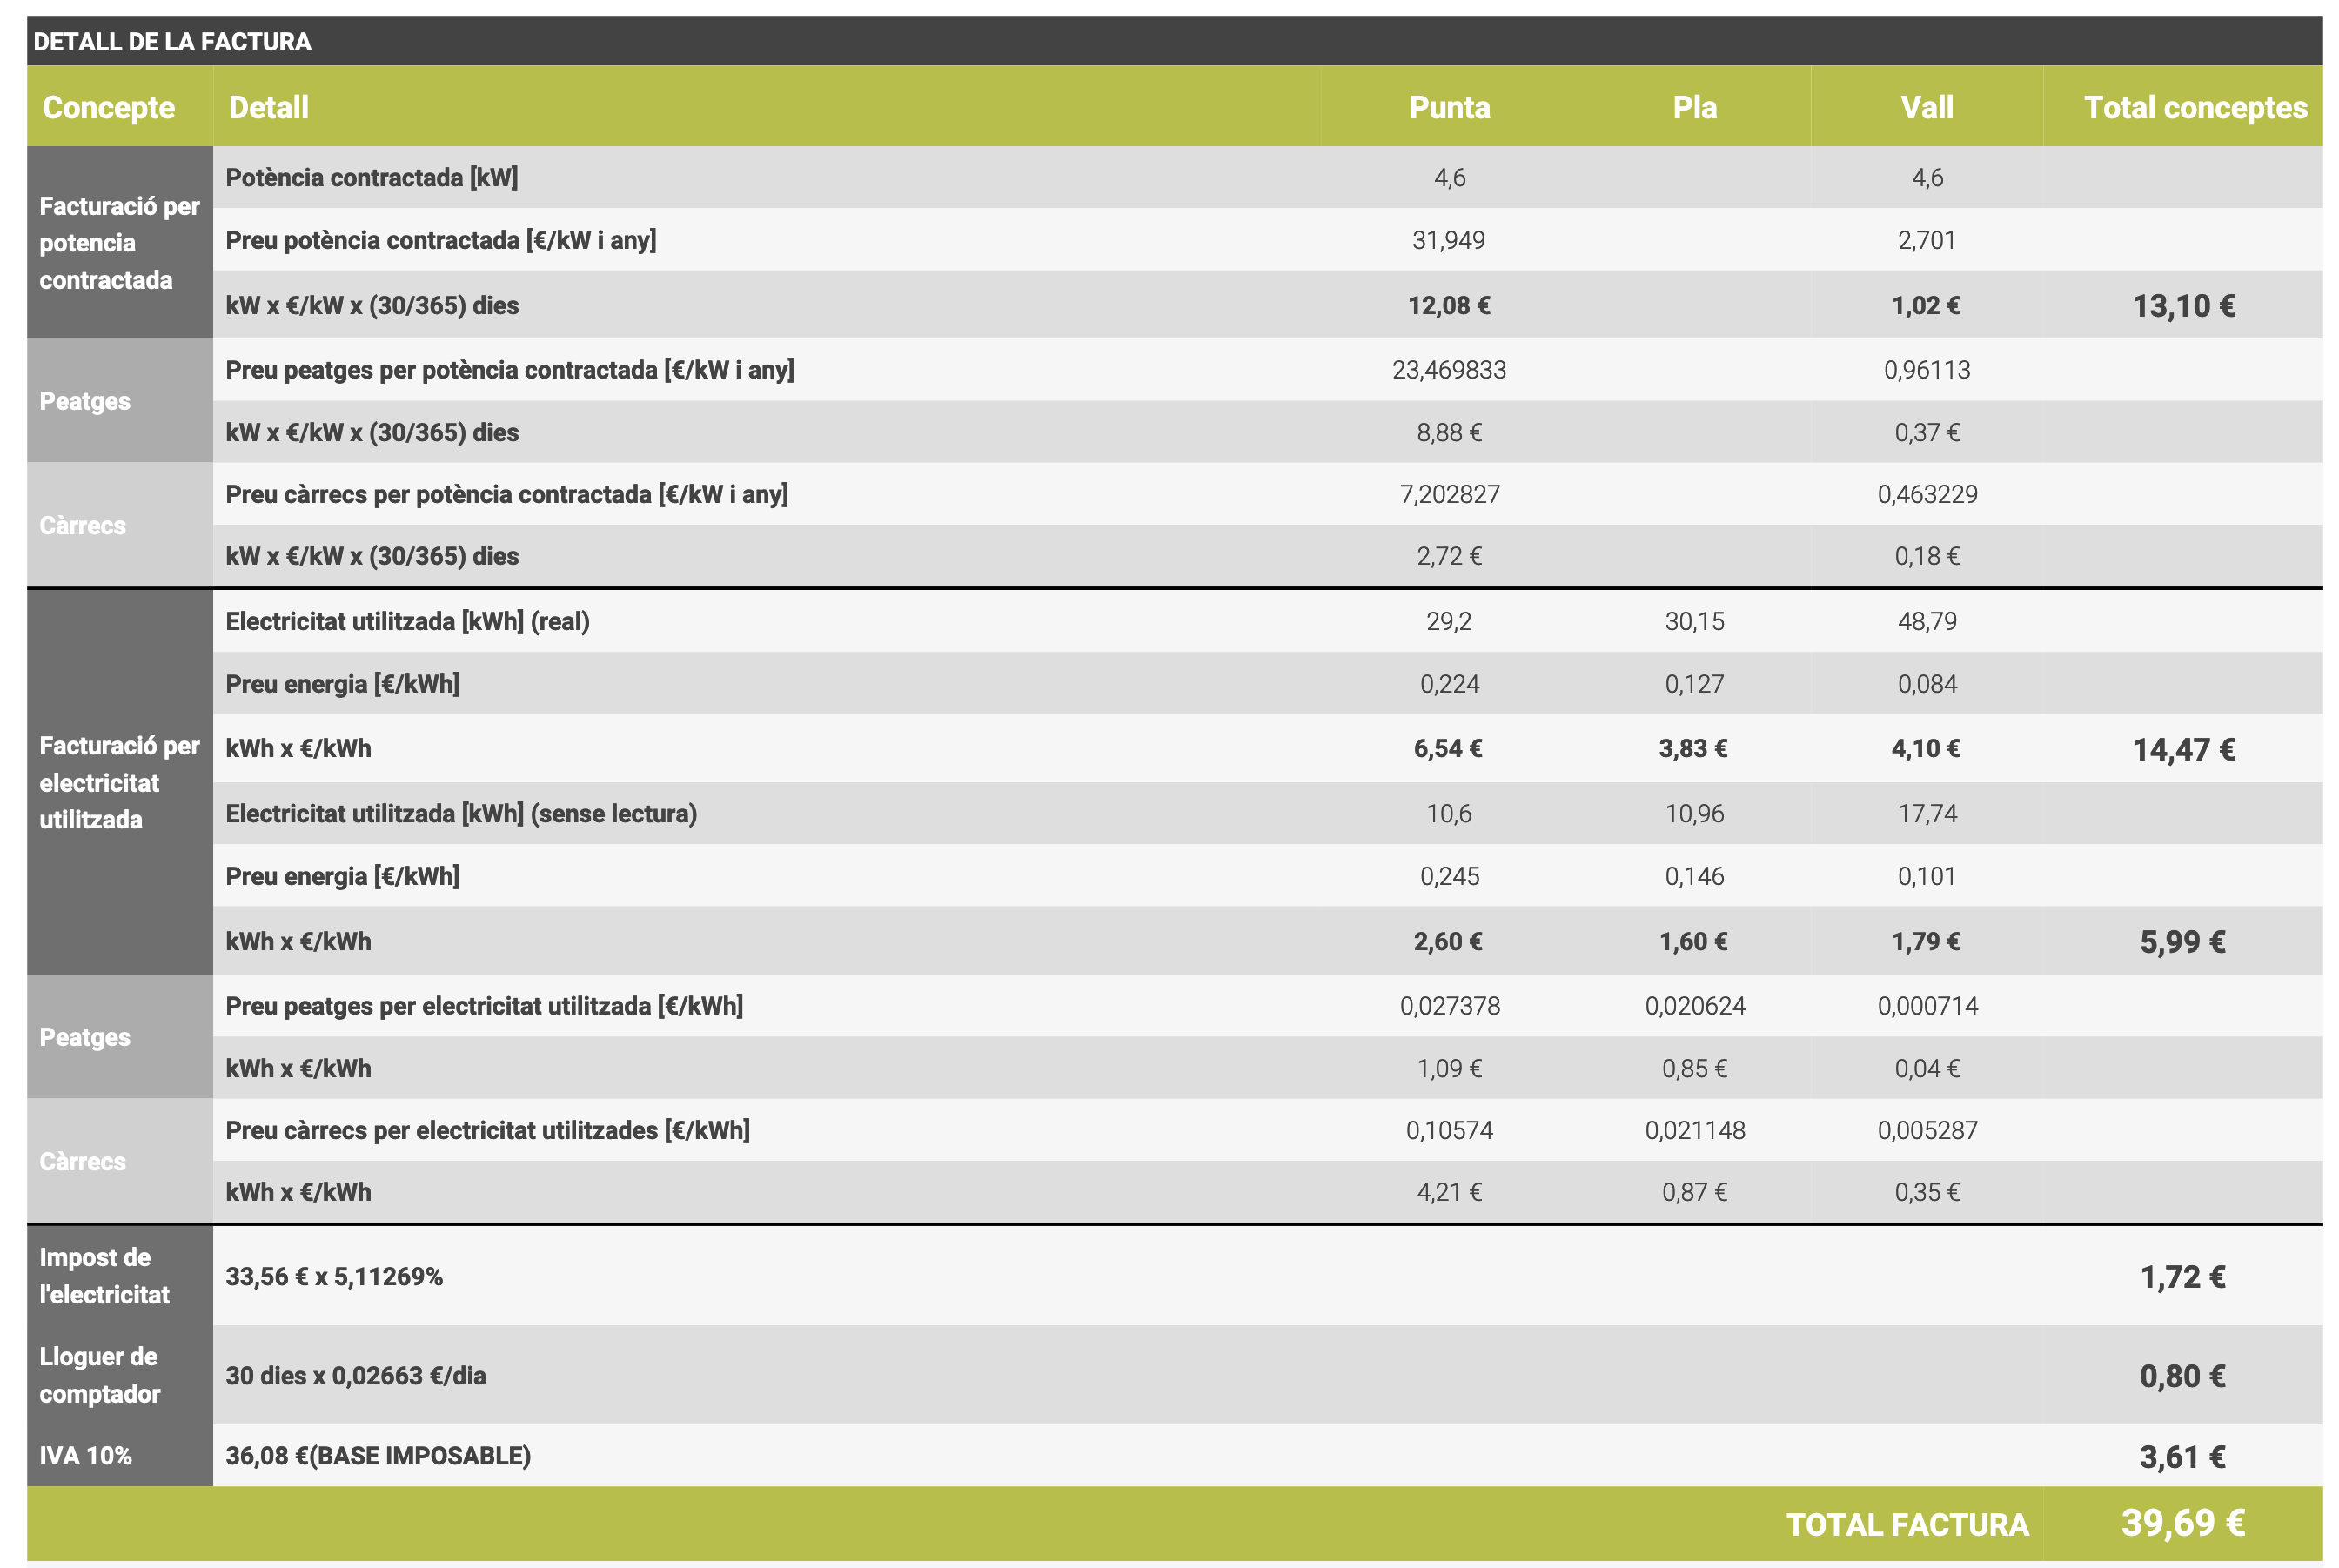 DETALL DE LA FACTURA
Concepte Detall Punta Pla Vall Total conceptes
Facturació per potencia contractada
Potència contractada [kW] 4,6 4,6
Preu potència contractada [€/kW i any] 31,949 2,701
kW x €/kW x (30/365) dies 12,08 € 1,02 € 13,10 €
Peatges
Preu peatges per potència contractada [€/kW i any] 23,469833 0,96113
kW x €/kW x (30/365) dies 8,88 € 0,37 €
Càrrecs
Preu càrrecs per potència contractada [€/kW i any] 7,202827 0,463229
kW x €/kW x (30/365) dies 2,72 € 0,18 €
Facturació per electricitat utilitzada
Electricitat utilitzada [kWh] (real) 29,2 30,15 48,79
Preu energia [€/kWh] 0,224 0,127 0,084
kWh x €/kWh 6,54 € 3,83 € 4,10 € 14,47 €
Electricitat utilitzada [kWh] (sense lectura) 10,6 10,96 17,74
Preu energia [€/kWh] 0,245 0,146 0,101
kWh x €/kWh 2,60 € 1,60 € 1,79 € 5,99 €
Peatges
Preu peatges per electricitat utilitzada [€/kWh] 0,027378 0,020624 0,000714
kWh x €/kWh 1,09 € 0,85 € 0,04 €
Càrrecs
Preu càrrecs per electricitat utilitzades [€/kWh] 0,10574 0,021148 0,005287
kWh x €/kWh 4,21 € 0,87 € 0,35 €
Impost de l'electricitat
33,56 € x 5,11269% 1,72 €
Lloguer de comptador
30 dies x 0,02663 €/dia 0,80 €
IVA 10% 36,08 €(BASE IMPOSABLE) 3,61 €
TOTAL FACTURA 39,69 €